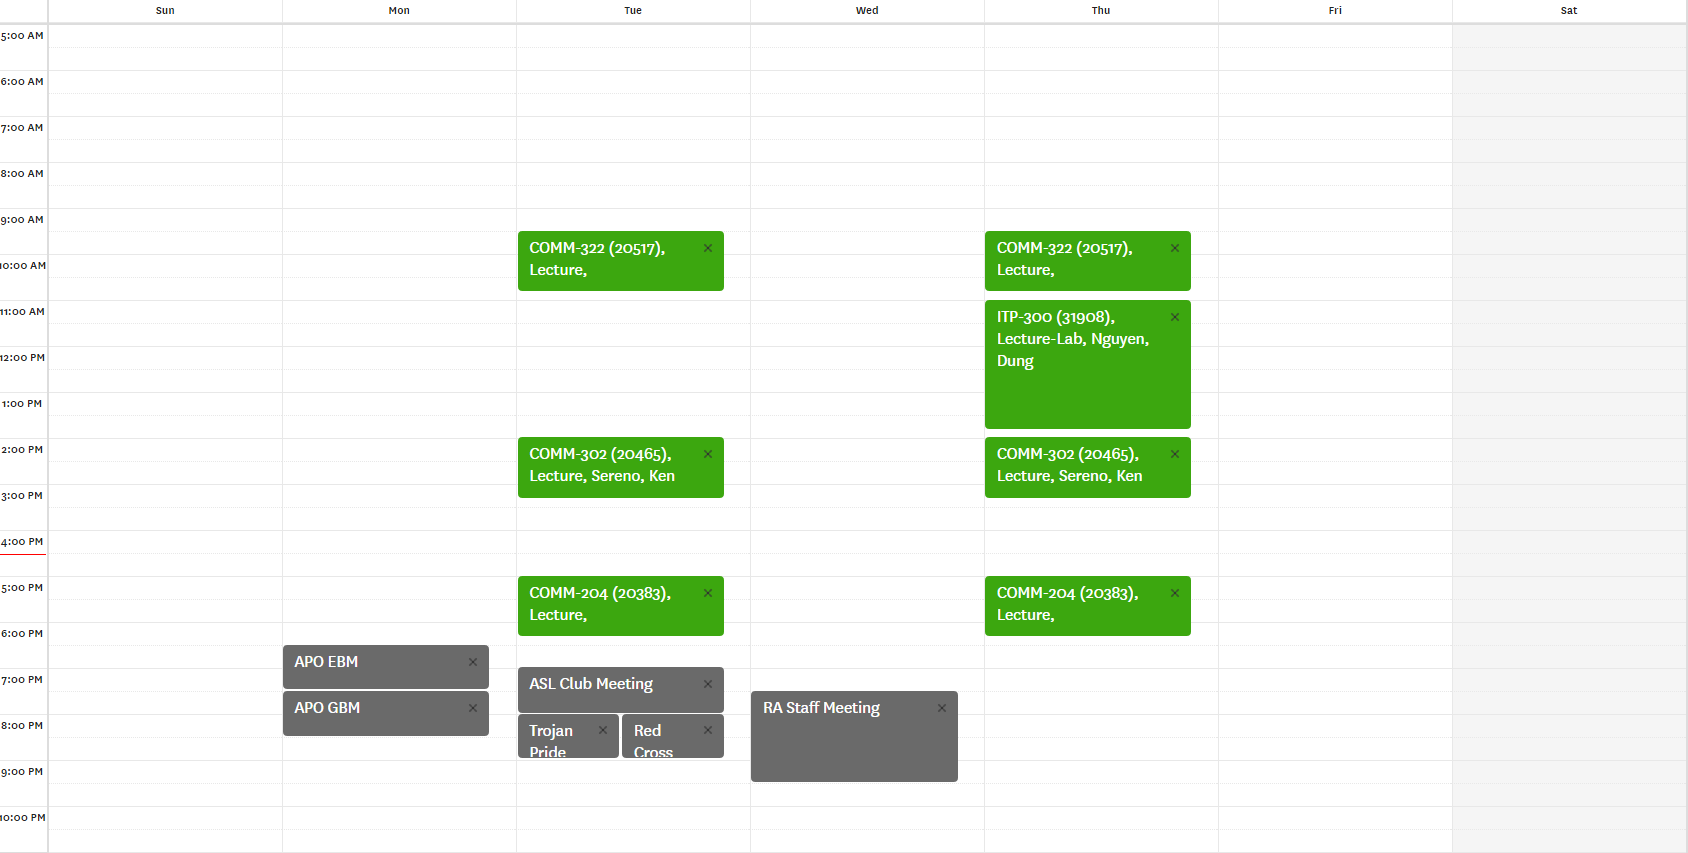 Sun Mon Tue Wed Thu Fri Sat
5:00 AM
6:00 AM
7:00 AM
8:00 AM
9:00 AM
COMM-322 (20517), ×
Lecture,
COMM-322 (20517), ×
Lecture,
10:00 AM
11:00 AM
ITP-300 (31908), ×
Lecture-Lab, Nguyen,
Dung
12:00 PM
1:00 PM
2:00 PM
COMM-302 (20465), ×
Lecture, Sereno, Ken
COMM-302 (20465), ×
Lecture, Sereno, Ken
3:00 PM
4:00 PM
5:00 PM
COMM-204 (20383), ×
Lecture,
COMM-204 (20383), ×
Lecture,
6:00 PM
APO EBM ×
7:00 PM
ASL Club Meeting ×
APO GBM ×
RA Staff Meeting ×
8:00 PM
Trojan ×
Pride
Red ×
Cross
9:00 PM
10:00 PM